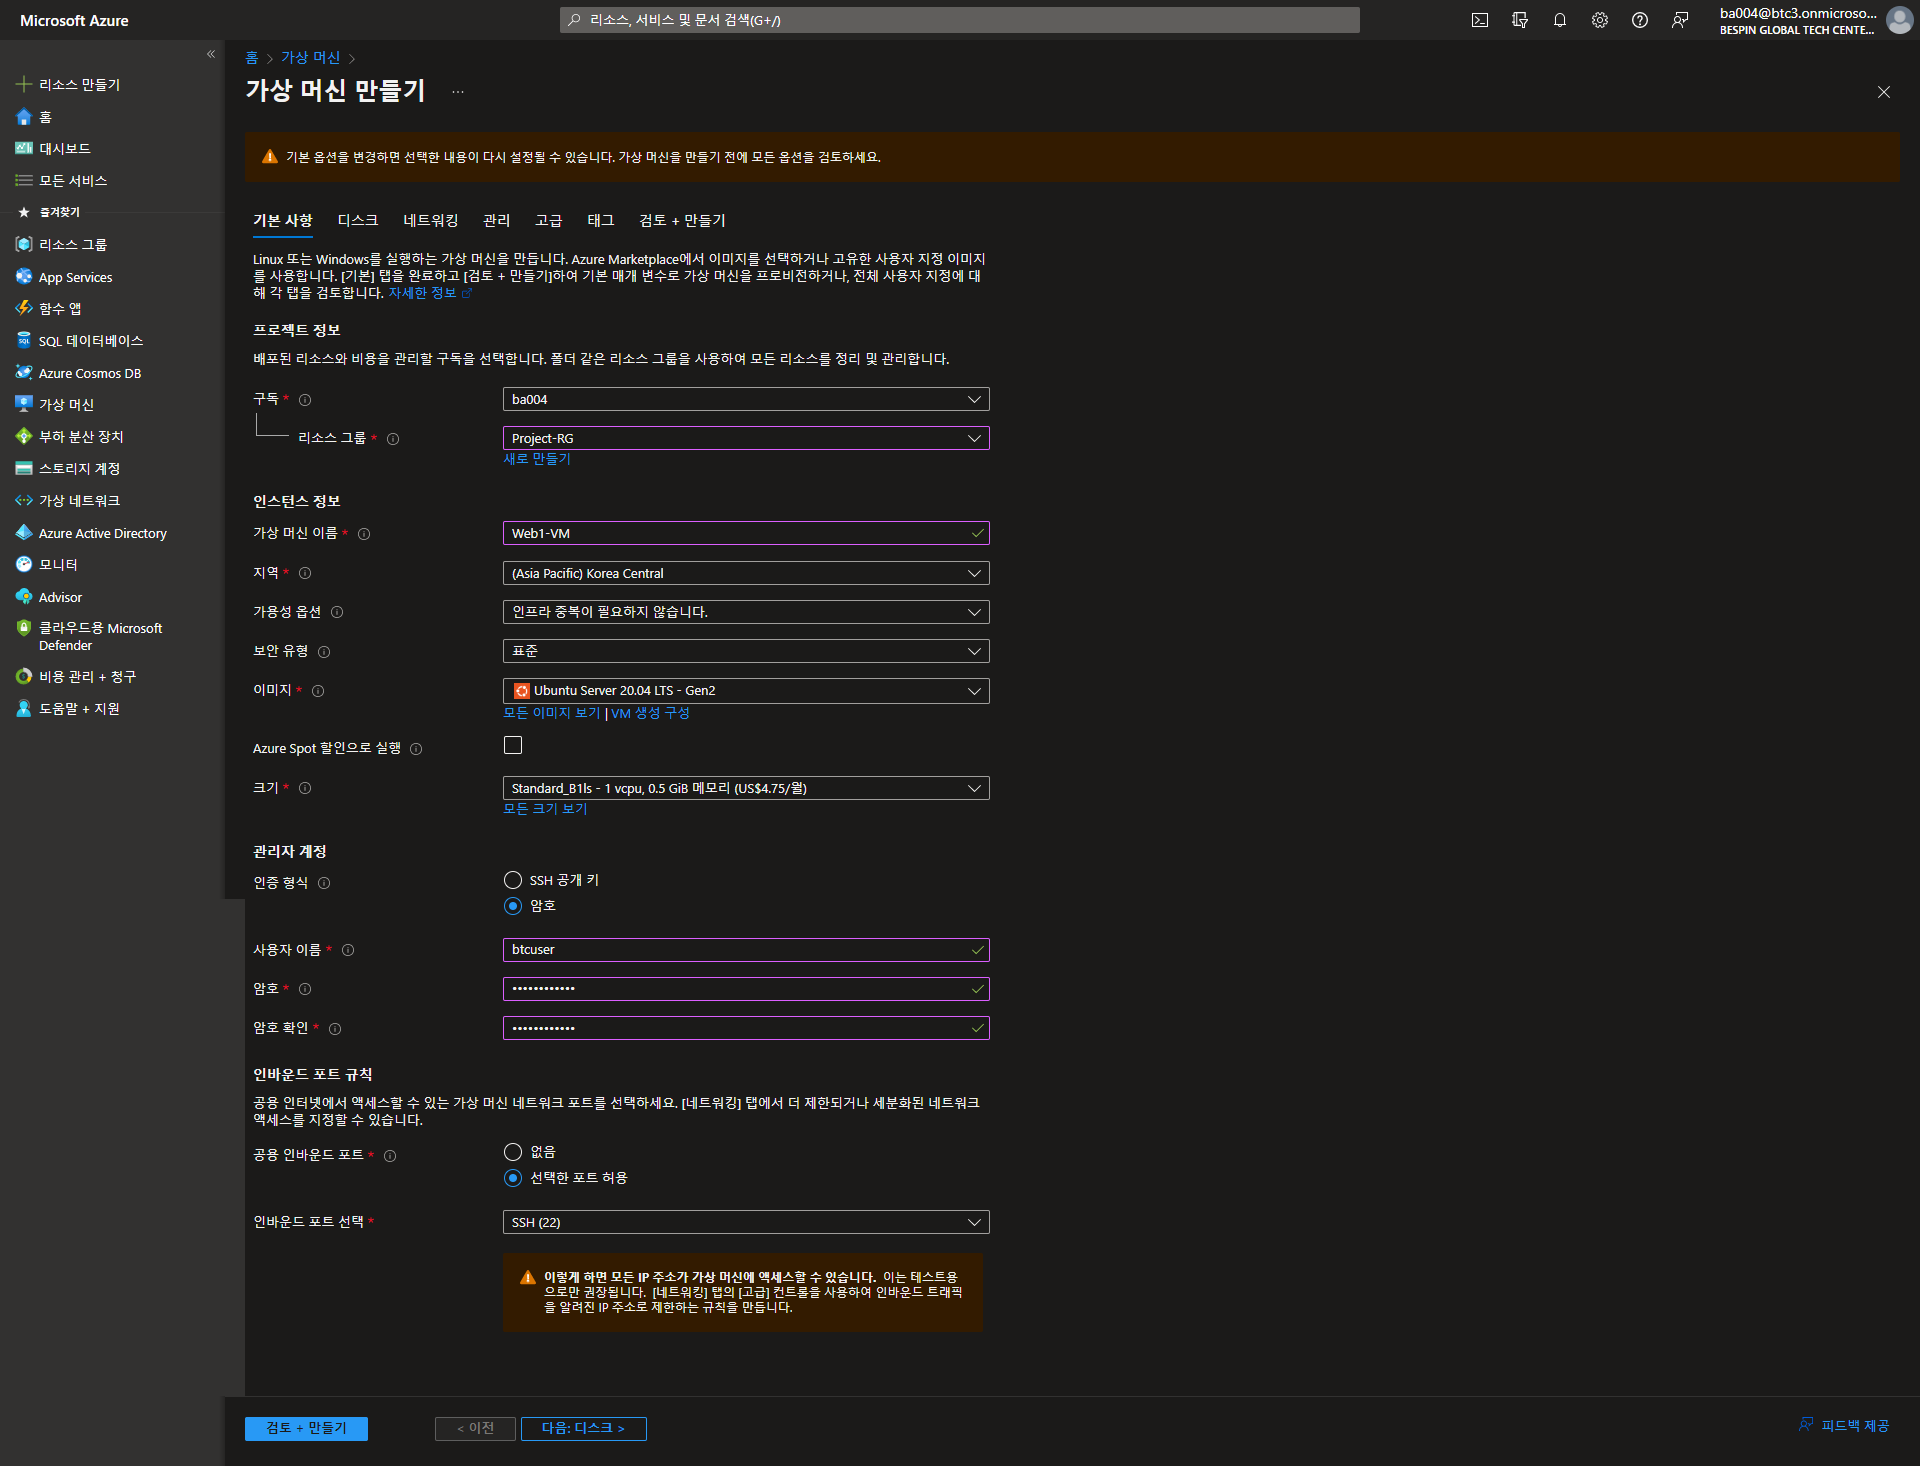 Microsoft Azure
리소스, 서비스 및 문서 검색(G+/)
ba004@btc3.onmicroso...
BESPIN GLOBAL TECH CENTE...
«
리소스 만들기
홈
대시보드
모든 서비스
★ 즐겨찾기
리소스 그룹
App Services
함수 앱
SQL 데이터베이스
Azure Cosmos DB
가상 머신
부하 분산 장치
스토리지 계정
가상 네트워크
Azure Active Directory
모니터
Advisor
클라우드용 Microsoft
Defender
비용 관리 + 청구
도움말 + 지원
홈 > 가상 머신 >
가상 머신 만들기 ...
기본 옵션을 변경하면 선택한 내용이 다시 설정될 수 있습니다. 가상 머신을 만들기 전에 모든 옵션을 검토하세요.
기본 사항 디스크 네트워킹 관리 고급 태그 검토 + 만들기
Linux 또는 Windows를 실행하는 가상 머신을 만듭니다. Azure Marketplace에서 이미지를 선택하거나 고유한 사용자 지정 이미지
를 사용합니다. [기본] 탭을 완료하고 [검토 + 만들기]하여 기본 매개 변수로 가상 머신을 프로비전하거나, 전체 사용자 지정에 대
해 각 탭을 검토합니다. 자세한 정보
프로젝트 정보
배포된 리소스와 비용을 관리할 구독을 선택합니다. 폴더 같은 리소스 그룹을 사용하여 모든 리소스를 정리 및 관리합니다.
구독 * ba004
리소스 그룹 * Project-RG
새로 만들기
인스턴스 정보
가상 머신 이름 * Web1-VM
지역 * (Asia Pacific) Korea Central
가용성 옵션 인프라 중복이 필요하지 않습니다.
보안 유형 표준
이미지 * Ubuntu Server 20.04 LTS - Gen2
모든 이미지 보기 | VM 생성 구성
Azure Spot 할인으로 실행
크기 * Standard_B1ls - 1 vcpu, 0.5 GiB 메모리 (US$4.75/월)
모든 크기 보기
관리자 계정
인증 형식 SSH 공개 키
암호
사용자 이름 * btcuser
암호 * ••••••••••••
암호 확인 * ••••••••••••
인바운드 포트 규칙
공용 인터넷에서 액세스할 수 있는 가상 머신 네트워크 포트를 선택하세요. [네트워킹] 탭에서 더 제한되거나 세분화된 네트워크
액세스를 지정할 수 있습니다.
공용 인바운드 포트 * 없음
선택한 포트 허용
인바운드 포트 선택 * SSH (22)
이렇게 하면 모든 IP 주소가 가상 머신에 액세스할 수 있습니다. 이는 테스트용
으로만 권장됩니다. [네트워킹] 탭의 [고급] 컨트롤을 사용하여 인바운드 트래픽
을 알려진 IP 주소로 제한하는 규칙을 만듭니다.
검토 + 만들기 < 이전 다음: 디스크 > 피드백 제공